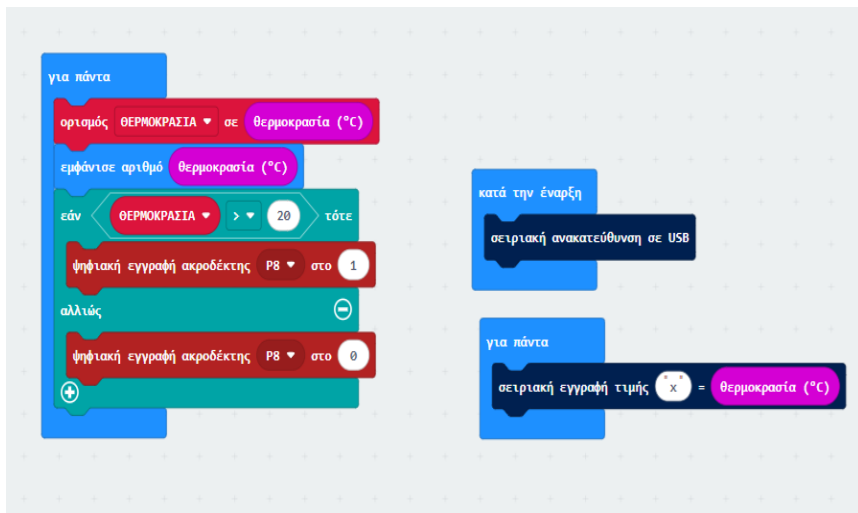 για πάντα
ορισμός ΘΕΡΜΟΚΡΑΣΙΑ σε θερμοκρασία (°C)
εμφάνισε αριθμό θερμοκρασία (°C)
εάν ΘΕΡΜΟΚΡΑΣΙΑ > 20 τότε
ψηφιακή εγγραφή ακροδέκτης P8 στο 1
αλλιώς
ψηφιακή εγγραφή ακροδέκτης P8 στο 0
κατά την έναρξη
σειριακή ανακατεύθυνση σε USB
για πάντα
σειριακή εγγραφή τιμής "x" = θερμοκρασία (°C)